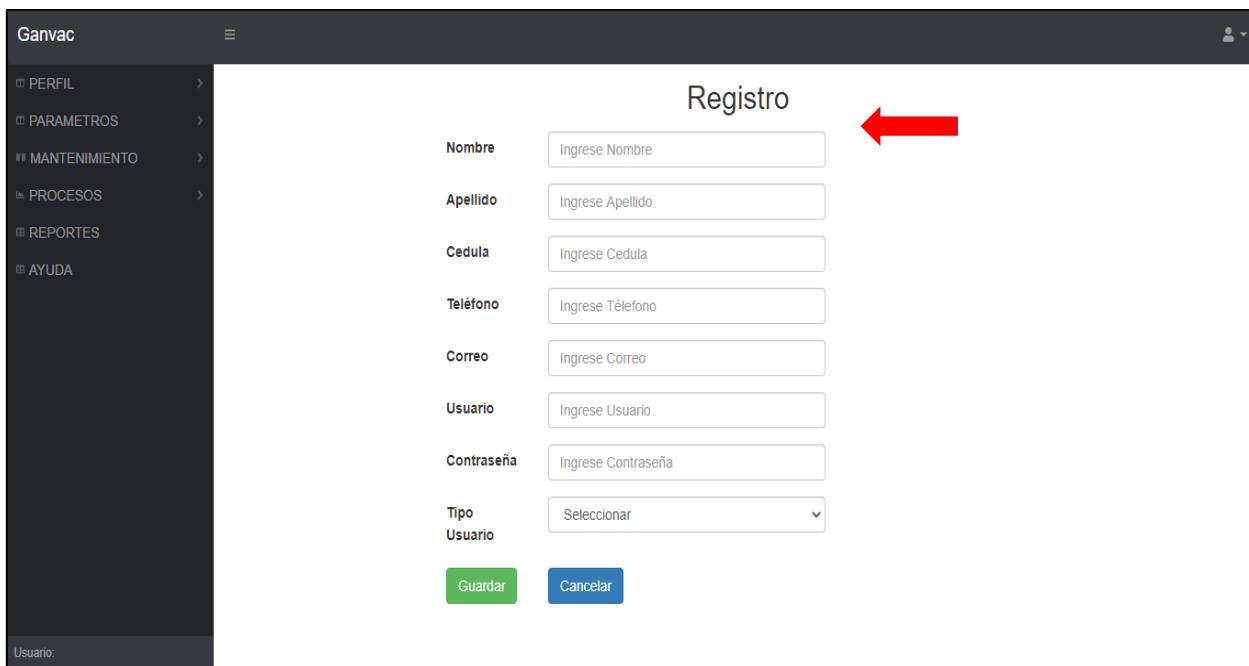 Ganvac
PERFIL
PARAMETROS
MANTENIMIENTO
PROCESOS
REPORTES
AYUDA
Usuario:
Registro
Nombre
Ingrese Nombre
Apellido
Ingrese Apellido
Cedula
Ingrese Cedula
Teléfono
Ingrese Télefono
Correo
Ingrese Correo
Usuario
Ingrese Usuario
Contraseña
Ingrese Contraseña
Tipo
Usuario
Seleccionar
Guardar
Cancelar